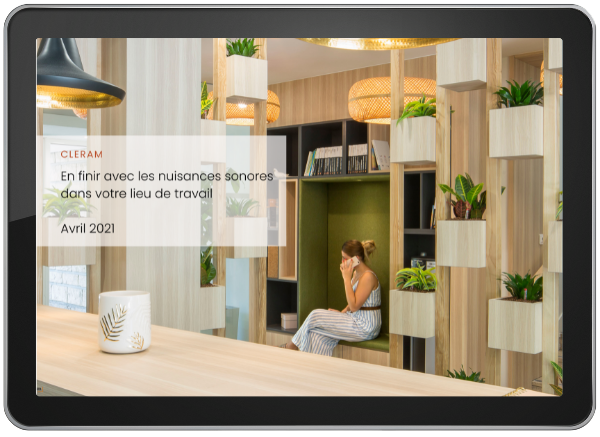 CLERAM
En finir avec les nuisances sonores
dans votre lieu de travail
Avril 2021